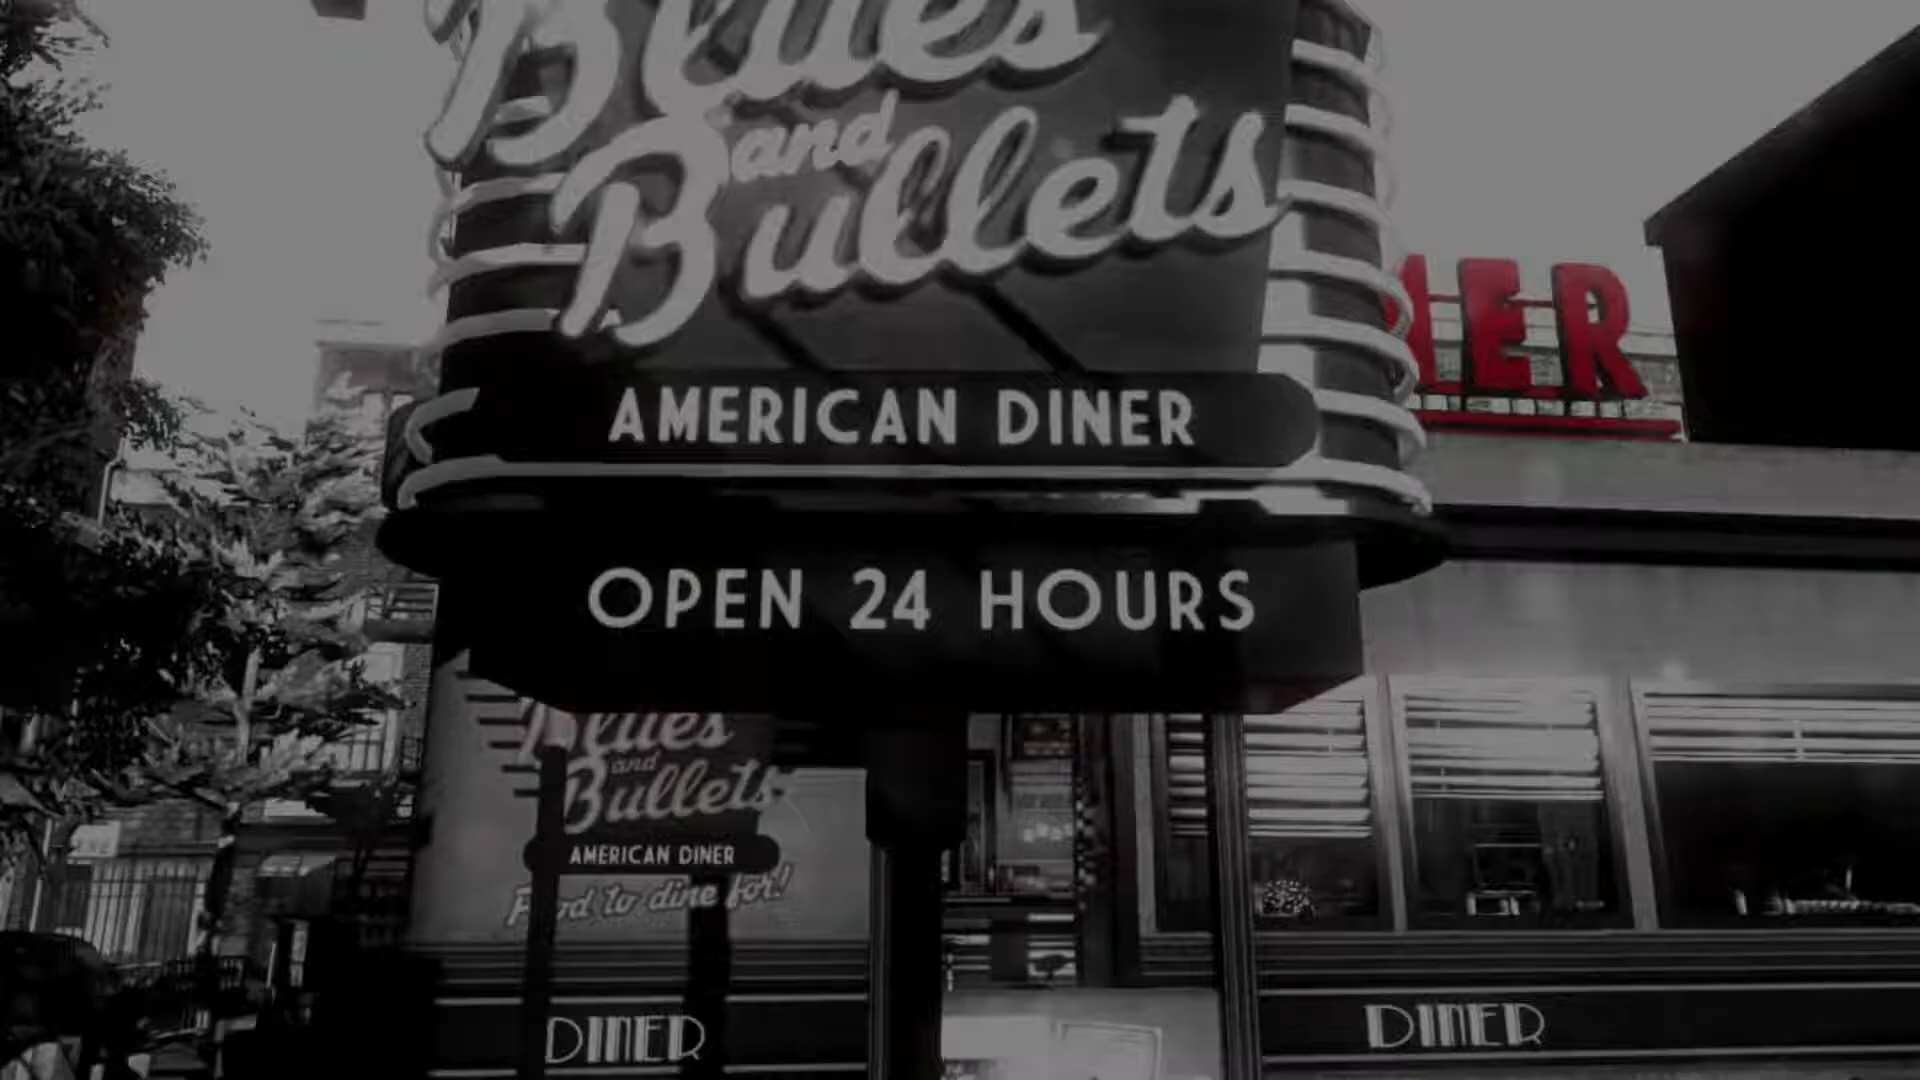 Blues
and
Bullets
AMERICAN DINER
OPEN 24 HOURS
NER
Blues
and
Bullets
AMERICAN DINER
Food to dine for!
DINER
DINER